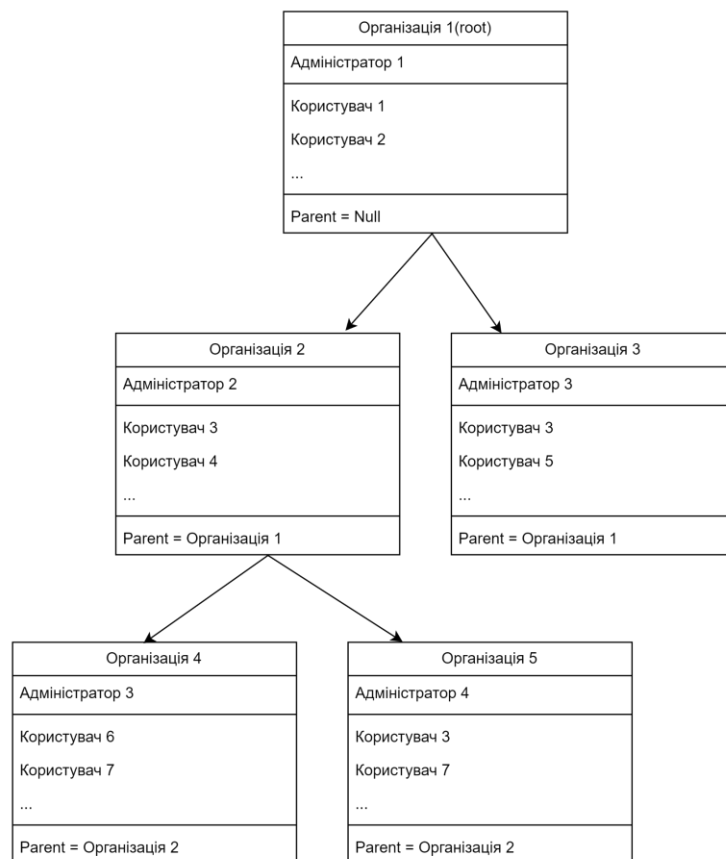 Організація 1(root)
Адміністратор 1
Користувач 1
Користувач 2
...
Parent = Null
Організація 2
Адміністратор 2
Користувач 3
Користувач 4
...
Parent = Організація 1
Організація 3
Адміністратор 3
Користувач 3
Користувач 5
...
Parent = Організація 1
Організація 4
Адміністратор 3
Користувач 6
Користувач 7
...
Parent = Організація 2
Організація 5
Адміністратор 4
Користувач 3
Користувач 7
...
Parent = Організація 2